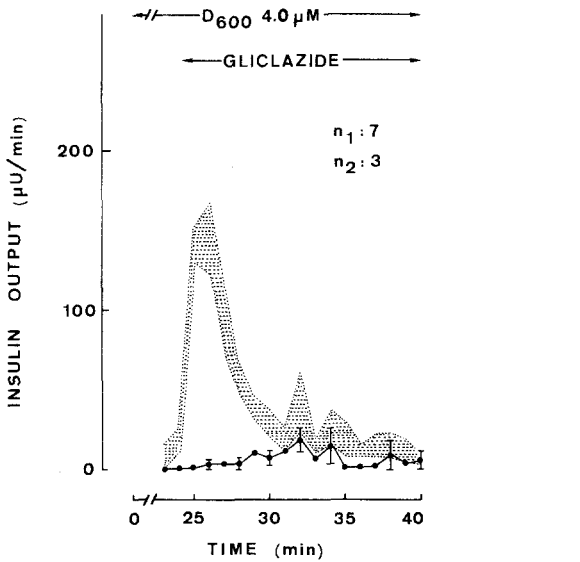 D600 4.0 µM
GLICLAZIDE
n1: 7
n2: 3
INSULIN OUTPUT (µU/min)
200
100
0
0 25 30 35 40
TIME (min)